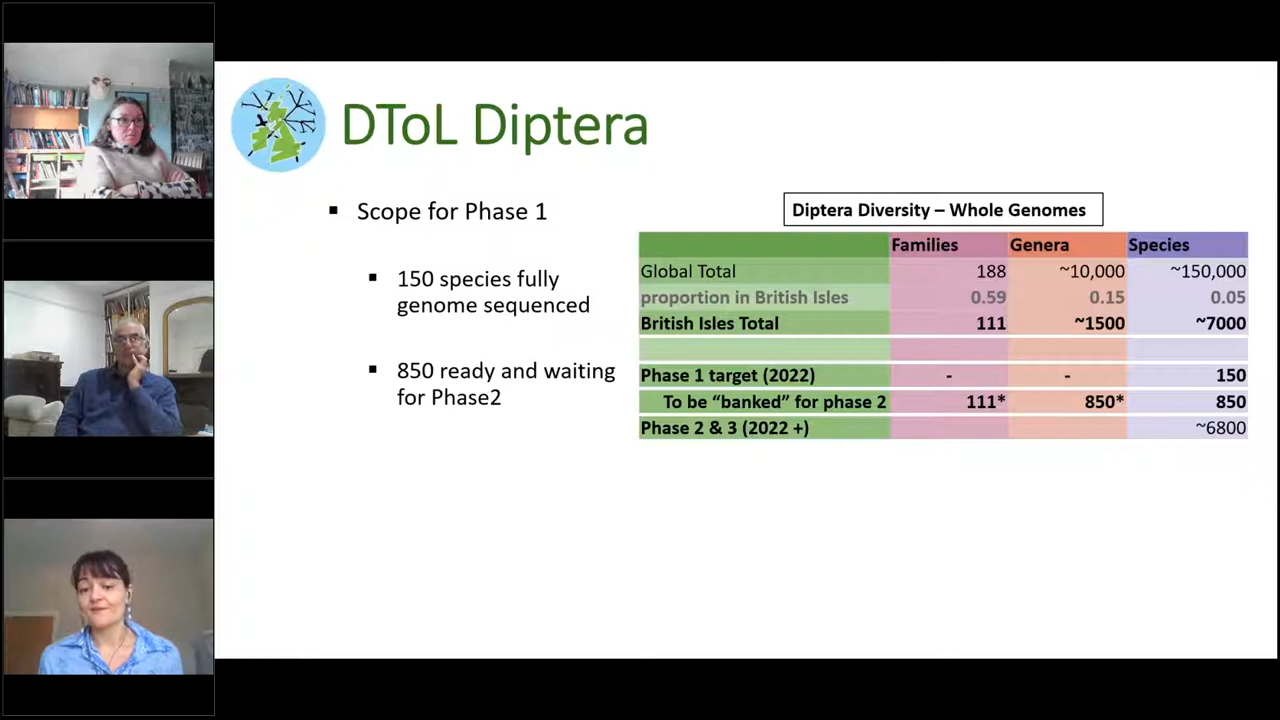 DToL Diptera
▪ Scope for Phase 1
▪ 150 species fully
genome sequenced
▪ 850 ready and waiting
for Phase2
Diptera Diversity – Whole Genomes
Families Genera Species
Global Total 188 ~10,000 ~150,000
proportion in British Isles 0.59 0.15 0.05
British Isles Total 111 ~1500 ~7000
Phase 1 target (2022) - - 150
To be “banked” for phase 2 111* 850* 850
Phase 2 & 3 (2022 +) ~6800